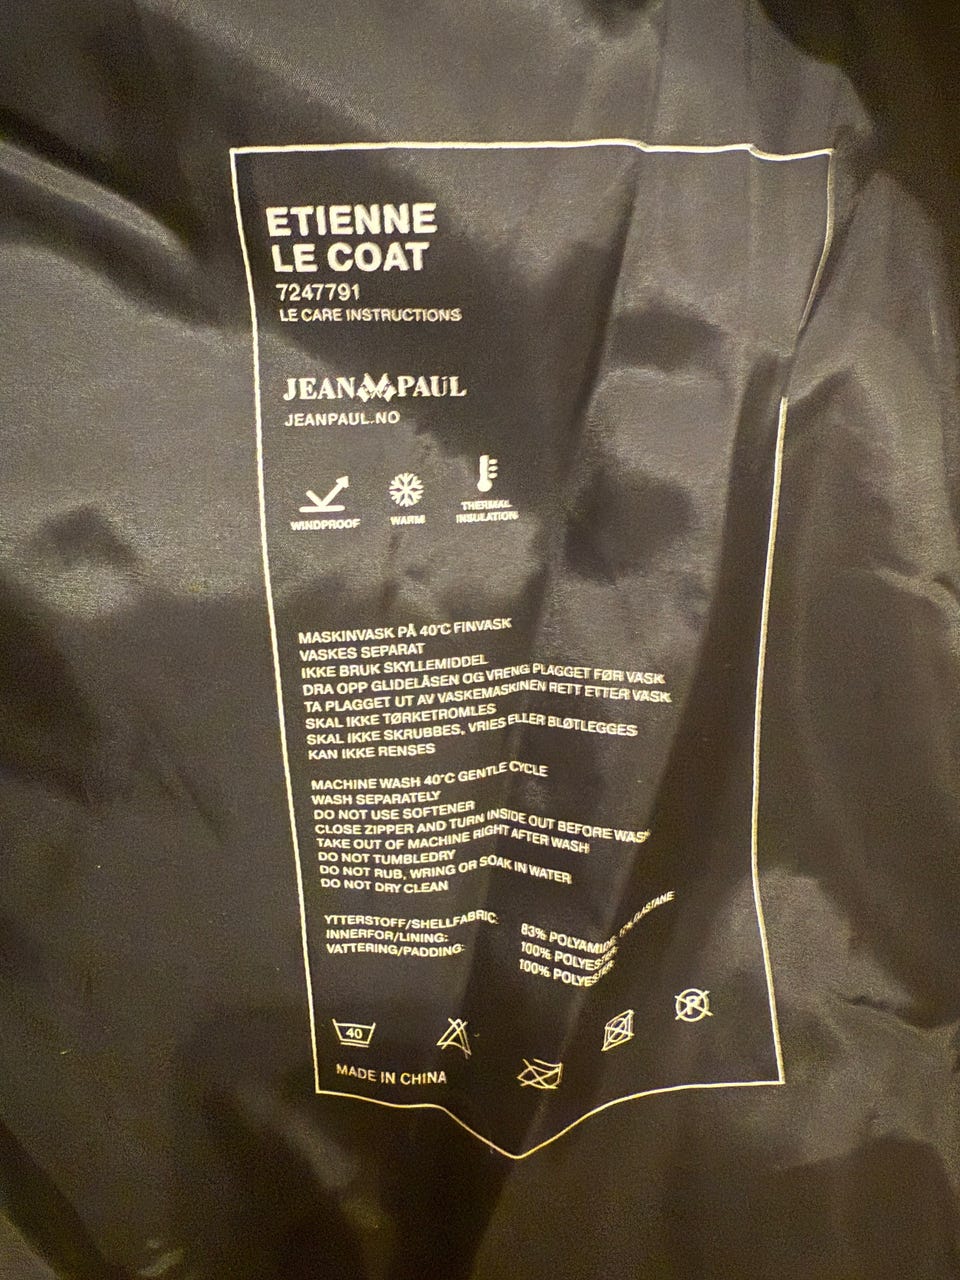 ETIENNE
LE COAT
7247791
LE CARE INSTRUCTIONS
JEAN PAUL
JEANPAUL.NO
WINDPROOF
WARM
THERMAL
INSULATION
MASKINVASK PÅ 40°C FINVASK
VASKES SEPARAT
IKKE BRUK SKYLLEMIDDEL
DRA OPP GLIDELÅSEN OG VRENG PLAGGET FØR VASK
TA PLAGGET UT AV VASKEMASKINEN RETT ETTER VASK
SKAL IKKE TØRKETROMLES
SKAL IKKE SKRUBBES, VRIES ELLER BLØTLEGGES
KAN IKKE RENSES
MACHINE WASH 40°C GENTLE CYCLE
WASH SEPARATELY
DO NOT USE SOFTENER
CLOSE ZIPPER AND TURN INSIDE OUT BEFORE WASH
TAKE OUT OF MACHINE RIGHT AFTER WASH
DO NOT TUMBLEDRY
DO NOT RUB, WRING OR SOAK IN WATER
DO NOT DRY CLEAN
YTTERSTOFF/SHELLFABRIC: 83% POLYAMIDE, ELASTANE
INNERFOR/LINING: 100% POLYESTER
VATTERING/PADDING: 100% POLYESTER
40
P
MADE IN CHINA